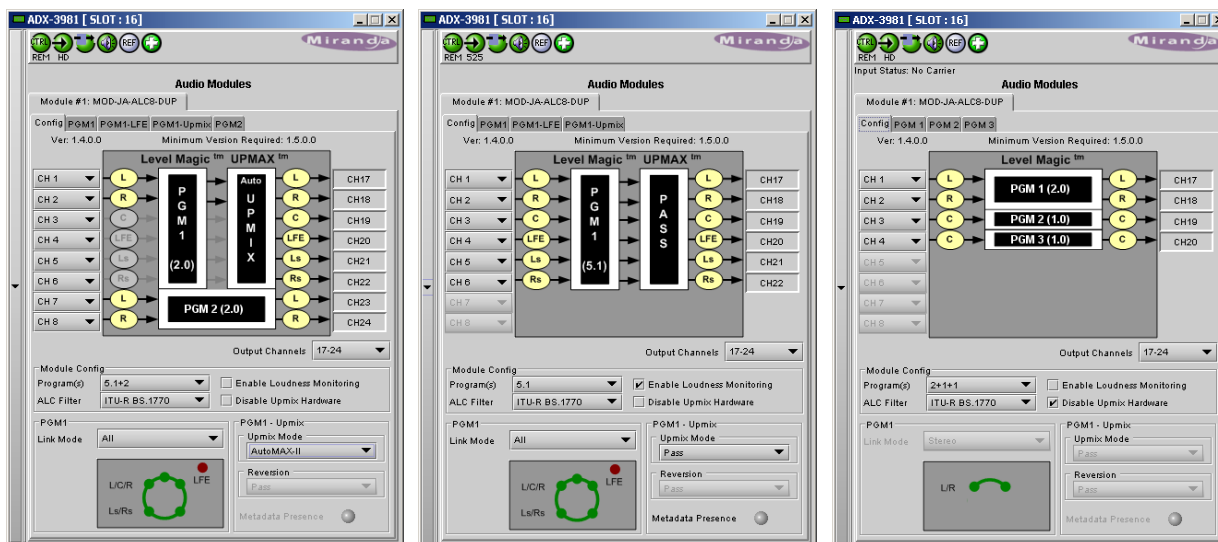 ADX-3981 [ SLOT : 16]
CTRL REF
REM HD
Miranda
Audio Modules
Module #1: MOD-JA-ALC8-DUP
Config PGM1 PGM1-LFE PGM1-Upmix PGM2
Ver: 1.4.0.0 Minimum Version Required: 1.5.0.0
Level Magic tm UPMAX tm
CH 1 L PGM1 (2.0) Auto UPMIX L CH17
CH 2 R R CH18
CH 3 C C CH19
CH 4 LFE LFE CH20
CH 5 Ls Ls CH21
CH 6 Rs Rs CH22
CH 7 L PGM 2 (2.0) L CH23
CH 8 R R CH24
Output Channels 17-24
Module Config
Program(s) 5.1+2 Enable Loudness Monitoring
ALC Filter ITU-R BS.1770 Disable Upmix Hardware
PGM1
Link Mode All
L/C/R LFE
Ls/Rs
PGM1 - Upmix
Upmix Mode
AutoMAX-II
Reversion
Pass
Metadata Presence
ADX-3981 [ SLOT : 16]
CTRL REF
REM 525
Miranda
Audio Modules
Module #1: MOD-JA-ALC8-DUP
Config PGM1 PGM1-LFE PGM1-Upmix
Ver: 1.4.0.0 Minimum Version Required: 1.5.0.0
Level Magic tm UPMAX tm
CH 1 L PGM1 (5.1) PASS L CH17
CH 2 R R CH18
CH 3 C C CH19
CH 4 LFE LFE CH20
CH 5 Ls Ls CH21
CH 6 Rs Rs CH22
CH 7
CH 8
Output Channels 17-24
Module Config
Program(s) 5.1 Enable Loudness Monitoring
ALC Filter ITU-R BS.1770 Disable Upmix Hardware
PGM1
Link Mode All
L/C/R LFE
Ls/Rs
PGM1 - Upmix
Upmix Mode
Pass
Reversion
Pass
Metadata Presence
ADX-3981 [ SLOT : 16]
CTRL REF
REM HD
Miranda
Input Status: No Carrier
Audio Modules
Module #1: MOD-JA-ALC8-DUP
Config PGM 1 PGM 2 PGM 3
Ver: 1.4.0.0 Minimum Version Required: 1.5.0.0
Level Magic tm
CH 1 L PGM 1 (2.0) L CH17
CH 2 R R CH18
CH 3 C PGM 2 (1.0) C CH19
CH 4 C PGM 3 (1.0) C CH20
CH 5
CH 6
CH 7
CH 8
Output Channels 17-24
Module Config
Program(s) 2+1+1 Enable Loudness Monitoring
ALC Filter ITU-R BS.1770 Disable Upmix Hardware
PGM1
Link Mode Stereo
L/R
PGM1 - Upmix
Upmix Mode
Pass
Reversion
Pass
Metadata Presence